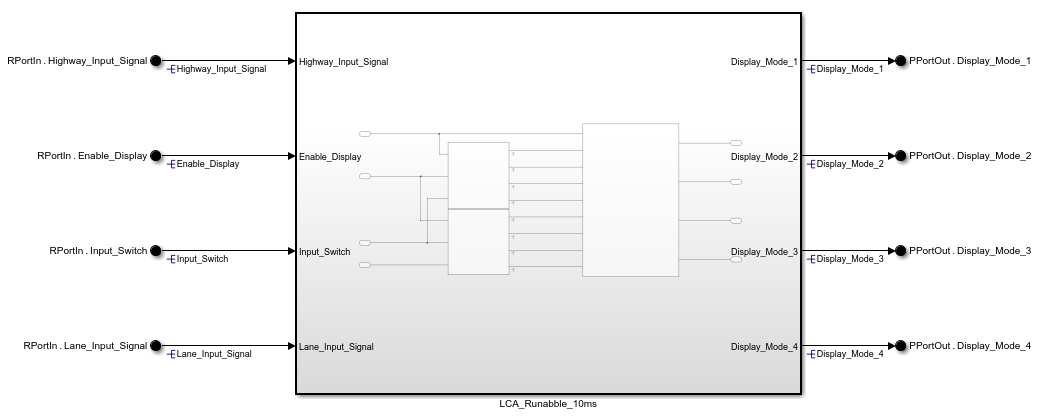 RPortIn . Highway_Input_Signal
Highway_Input_Signal
Highway_Input_Signal
Display_Mode_1
Display_Mode_1
PPortOut . Display_Mode_1
RPortIn . Enable_Display
Enable_Display
Enable_Display
Display_Mode_2
Display_Mode_2
PPortOut . Display_Mode_2
RPortIn . Input_Switch
Input_Switch
Input_Switch
Display_Mode_3
Display_Mode_3
PPortOut . Display_Mode_3
RPortIn . Lane_Input_Signal
Lane_Input_Signal
Lane_Input_Signal
Display_Mode_4
Display_Mode_4
PPortOut . Display_Mode_4
LCA_Runabble_10ms